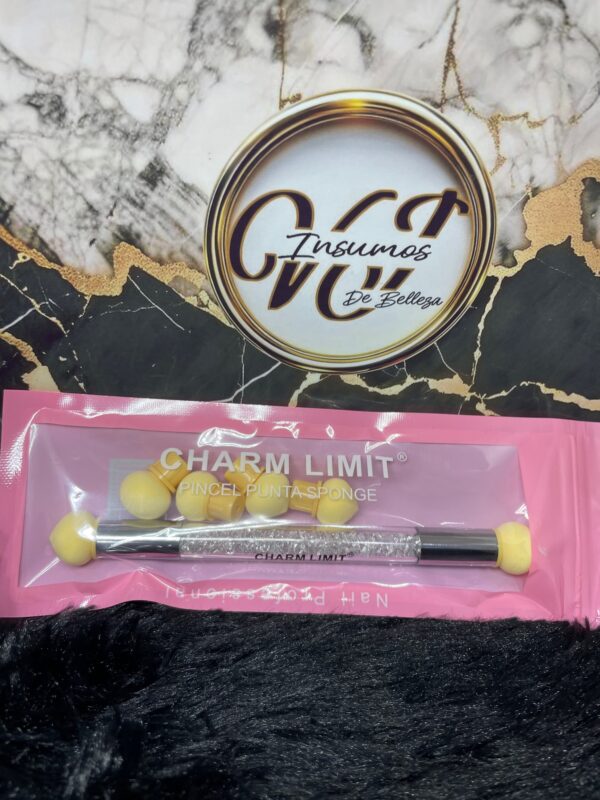 Insumos
De Belleza
CHARM LIMIT®
PINCEL PUNTA SPONGE
CHARM LIMIT®
Nail Professional